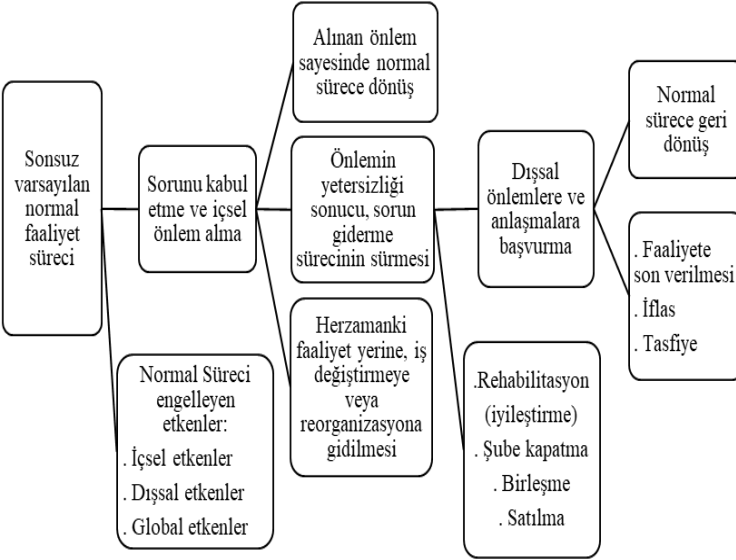 Sonsuz
varsayılan
normal
faaliyet
süreci
Sorunu kabul
etme ve içsel
önlem alma
Normal Süreci
engelleyen
etkenler:
. İçsel etkenler
. Dışsal etkenler
. Global etkenler
Alınan önlem
sayesinde normal
sürece dönüş
Önlemin
yetersizliği
sonucu, sorun
giderme
sürecinin sürmesi
Herzamanki
faaliyet yerine, iş
değiştirmeye
veya
reorganizasyona
gidilmesi
Dışsal
önlemlere ve
anlaşmalara
başvurma
.Rehabilitasyon
(iyileştirme)
. Şube kapatma
. Birleşme
. Satılma
Normal
sürece geri
dönüş
. Faaliyete
son verilmesi
. İflas
. Tasfiye